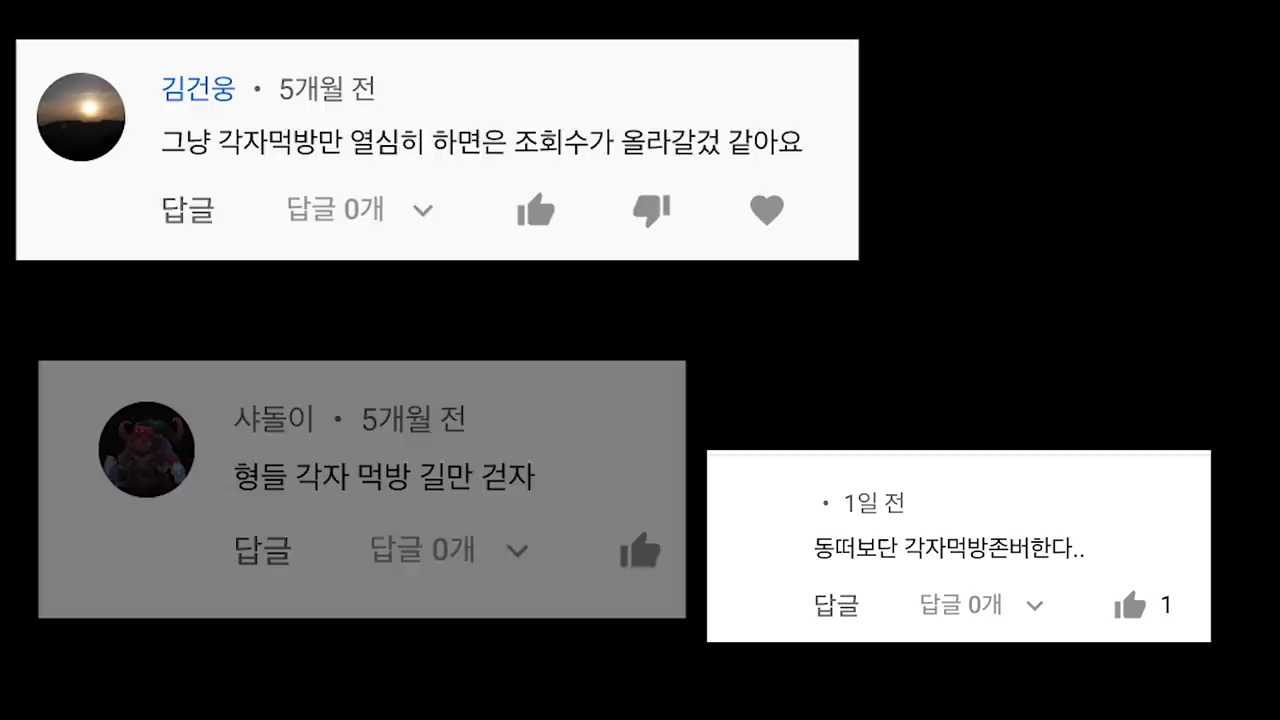 김건웅 • 5개월 전
그냥 각자먹방만 열심히 하면은 조회수가 올라갈겄 같아요
답글 답글 0개
샤돌이 • 5개월 전
형들 각자 먹방 길만 걷자
답글 답글 0개
• 1일 전
동떠보단 각자먹방존버한다..
답글 답글 0개 1